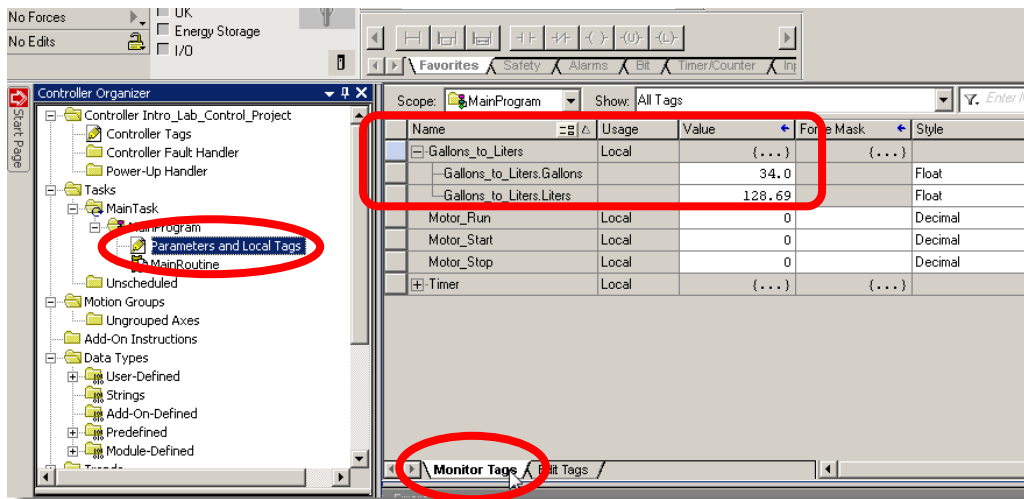 No Forces
No Edits
OK
Energy Storage
I/O
Favorites Safety Alarms Bit Timer/Counter
Start Page
Controller Organizer
Controller Intro_Lab_Control_Project
Controller Tags
Controller Fault Handler
Power-Up Handler
Tasks
MainTask
MainProgram
Parameters and Local Tags
MainRoutine
Unscheduled
Motion Groups
Ungrouped Axes
Add-On Instructions
Data Types
User-Defined
Strings
Add-On-Defined
Predefined
Module-Defined
Trends
Scope: MainProgram Show: All Tags
Name Usage Value Force Mask Style
Gallons_to_Liters Local {...} {...}
Gallons_to_Liters.Gallons 34.0 Float
Gallons_to_Liters.Liters 128.69 Float
Motor_Run Local 0 Decimal
Motor_Start Local 0 Decimal
Motor_Stop Local 0 Decimal
Timer Local {...} {...}
Monitor Tags Edit Tags